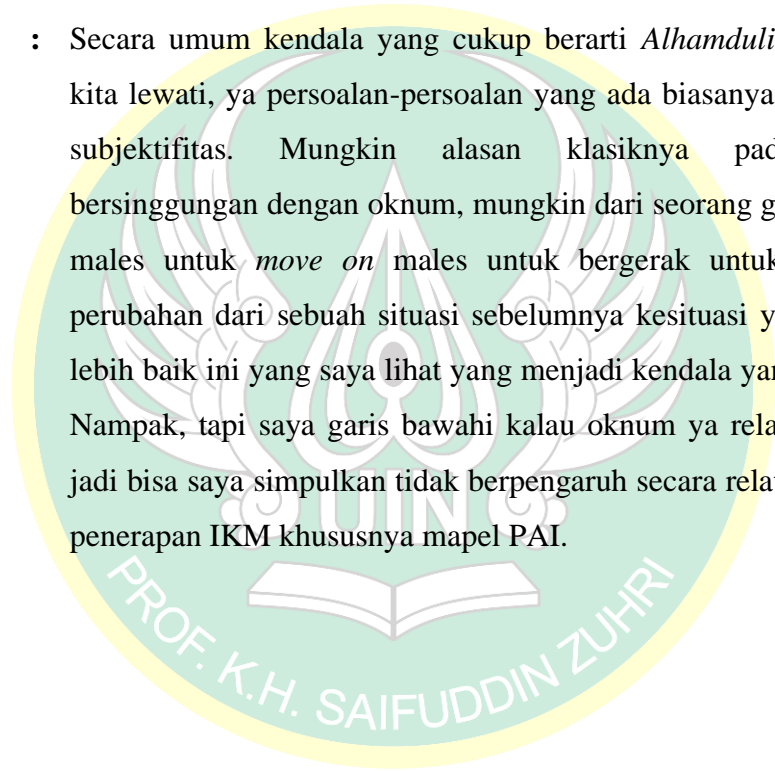 : Secara umum kendala yang cukup berarti Alhamduli
kita lewati, ya persoalan-persoalan yang ada biasanya
subjektifitas. Mungkin alasan klasiknya pad
bersinggungan dengan oknum, mungkin dari seorang g
males untuk move on males untuk bergerak untuk
perubahan dari sebuah situasi sebelumnya kesituasi y
lebih baik ini yang saya lihat yang menjadi kendala yan
Nampak, tapi saya garis bawahi kalau oknum ya rela
jadi bisa saya simpulkan tidak berpengaruh secara relat
penerapan IKM khususnya mapel PAI.
UIN
PROF. K.H. SAIFUDDIN ZUHRI